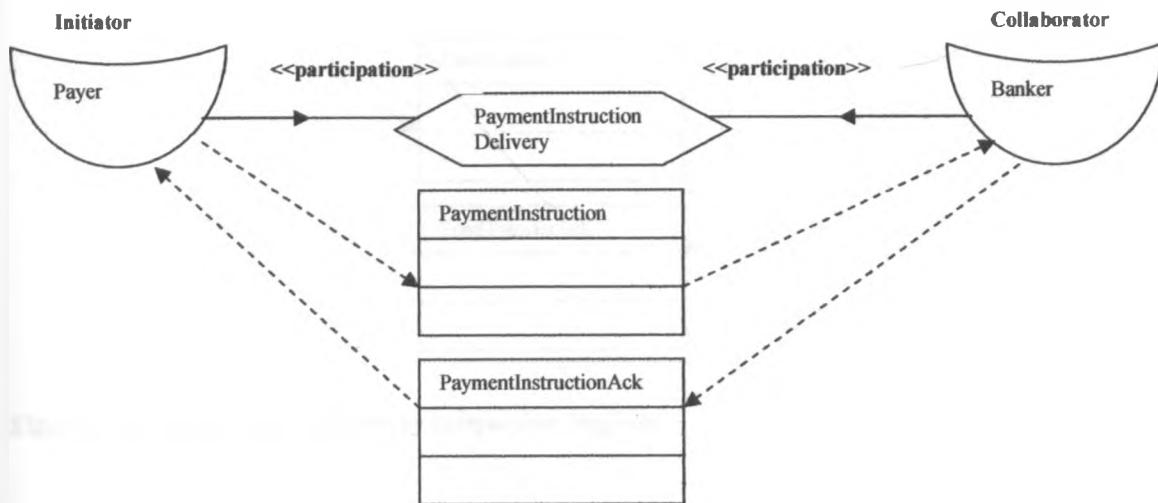 Initiator
Collaborator
<<participation>>
<<participation>>
Payer
Banker
PaymentInstruction
Delivery
PaymentInstruction
PaymentInstructionAck